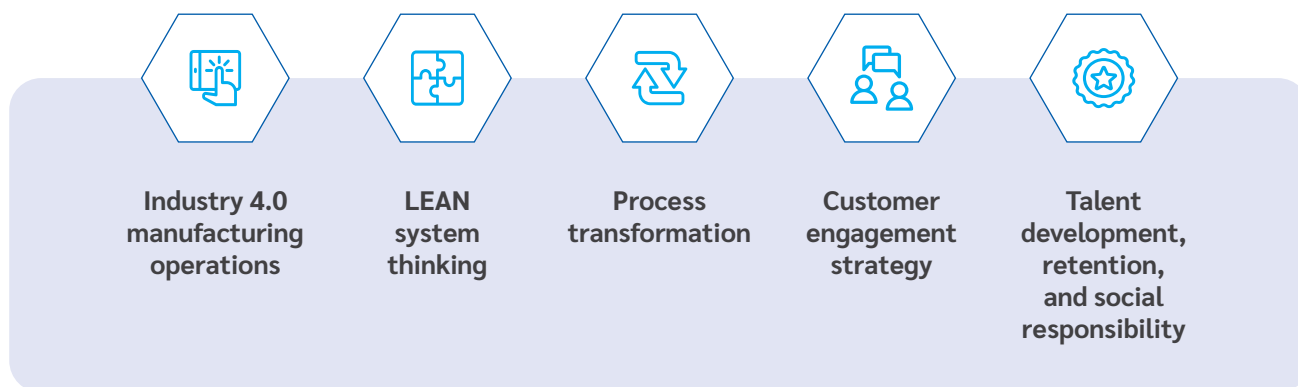 Industry 4.0
manufacturing
operations
LEAN
system
thinking
Process
transformation
Customer
engagement
strategy
Talent
development,
retention,
and social
responsibility